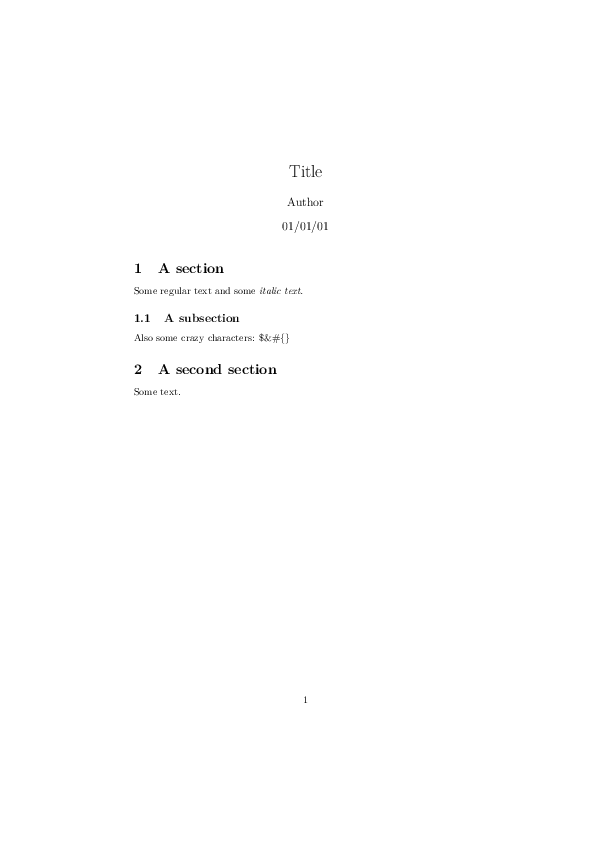 Title
Author
01/01/01
1 A section
Some regular text and some italic text.
1.1 A subsection
Also some crazy characters: $&#{}
2 A second section
Some text.
1